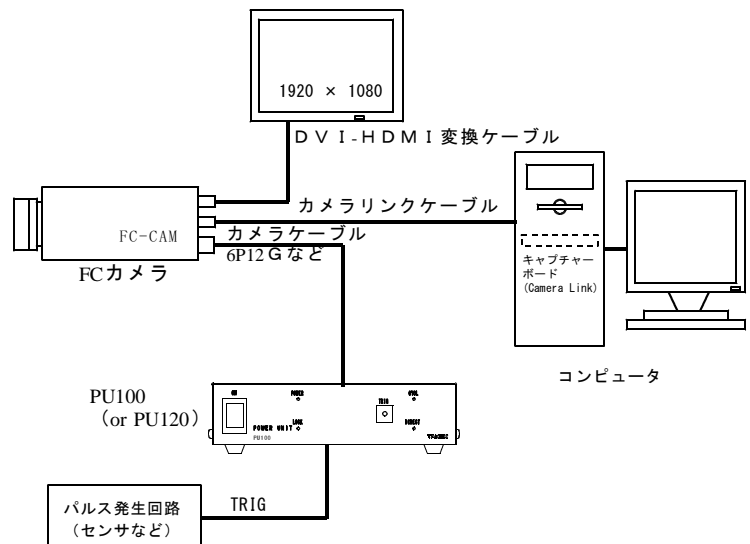 1920 × 1080
DVI-HDMI変換ケーブル
カメラリンクケーブル
FC-CAM
カメラケーブル
6P12Gなど
FCカメラ
キャプチャー
ボード
(Camera Link)
コンピュータ
PU100
(or PU120)
ON
POWER
LOCK
TRIG
POWER UNIT
PU100
パルス発生回路
(センサなど)
TRIG